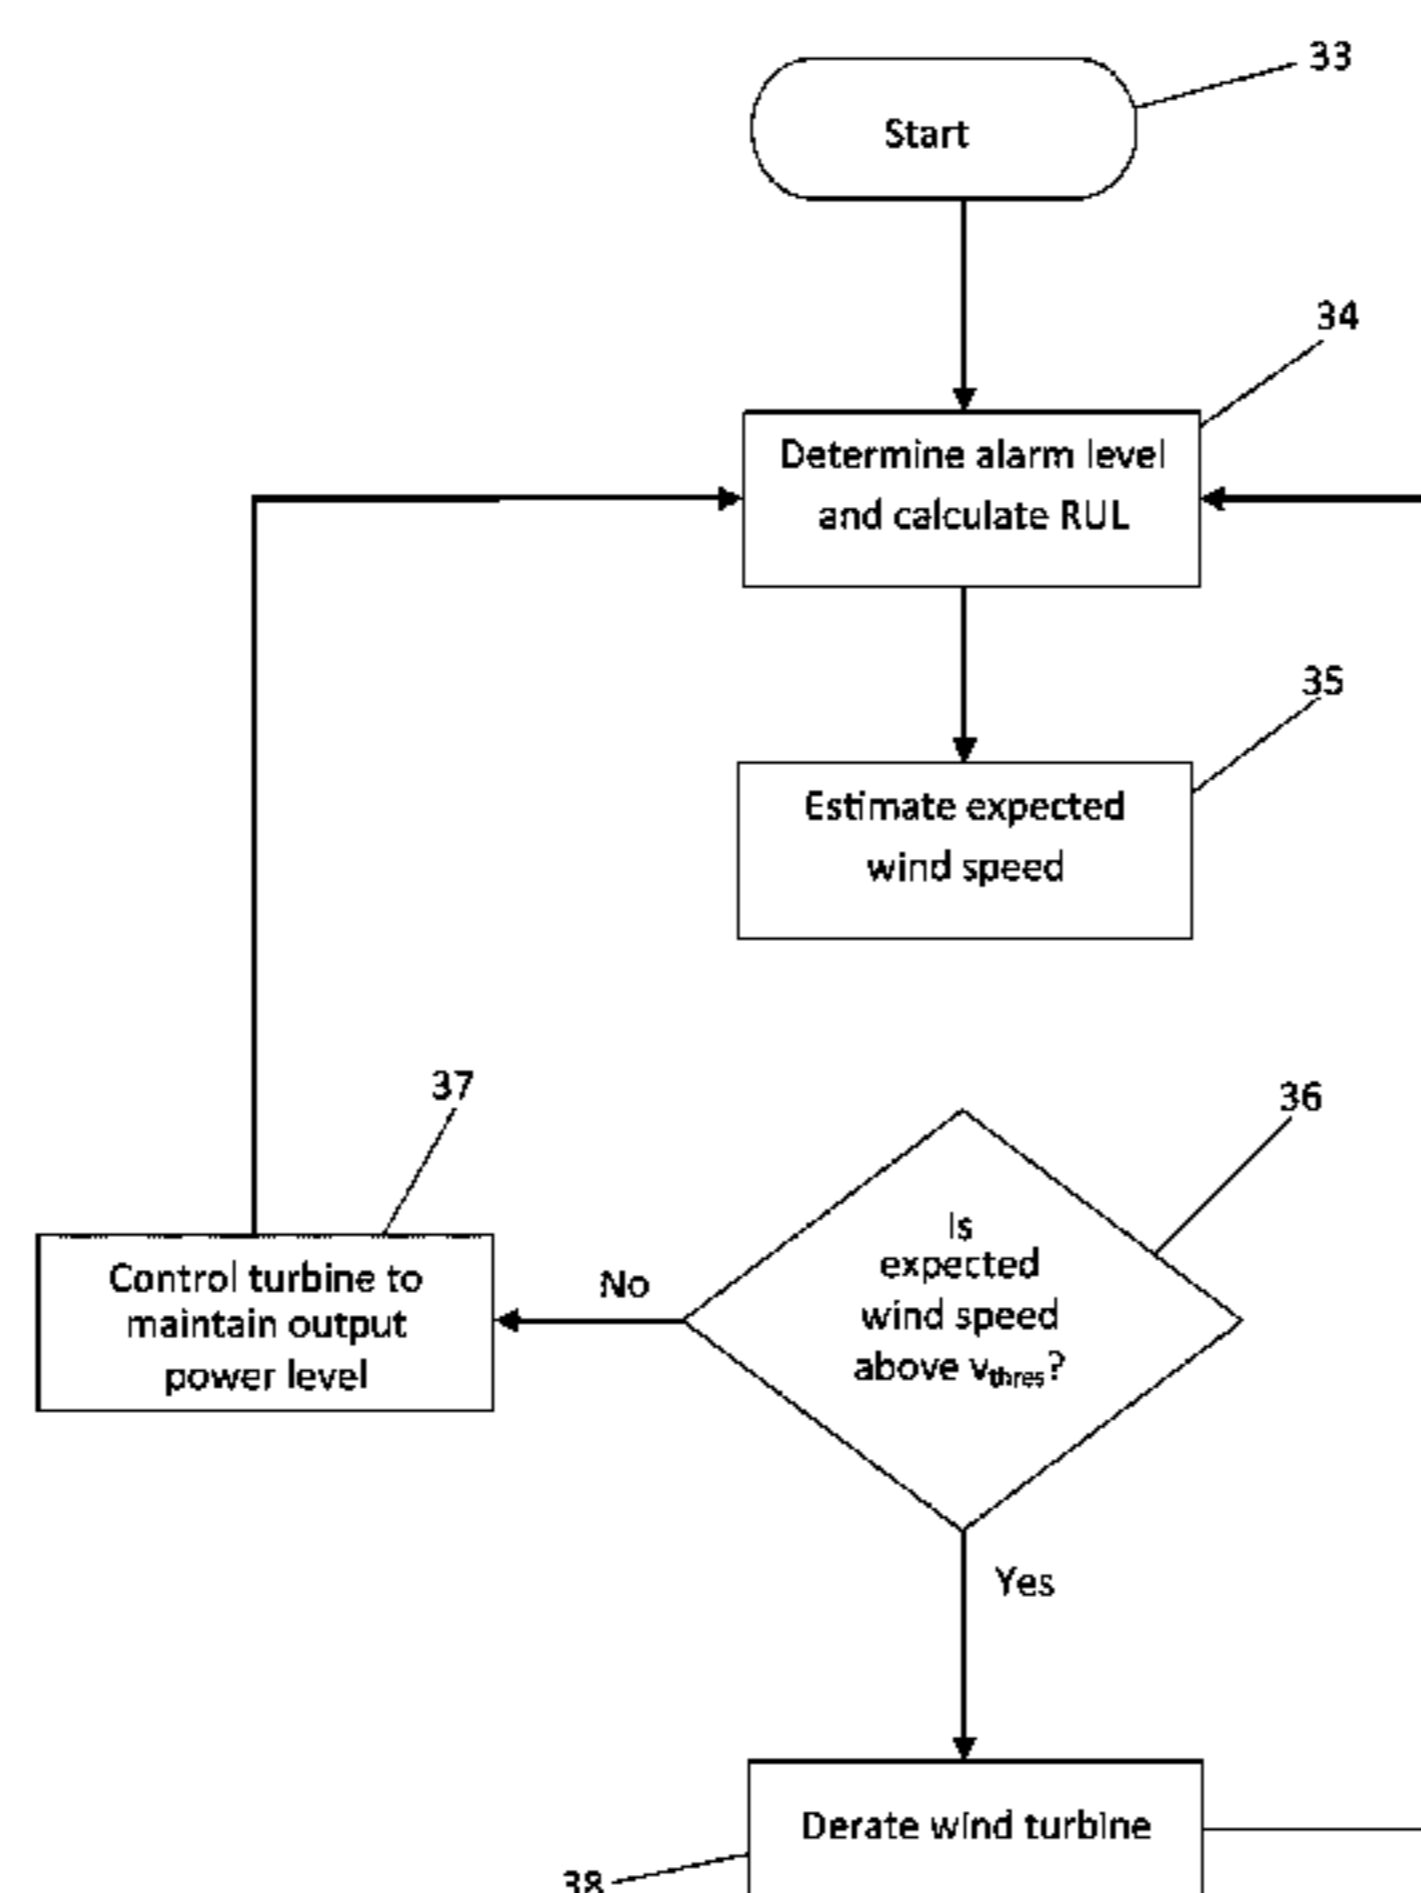 33
Start
34
Determine alarm level
and calculate RUL
35
Estimate expected
wind speed
37
36
Is
expected
wind speed
above vthres?
No
Control turbine to
maintain output
power level
Yes
Derate wind turbine
38